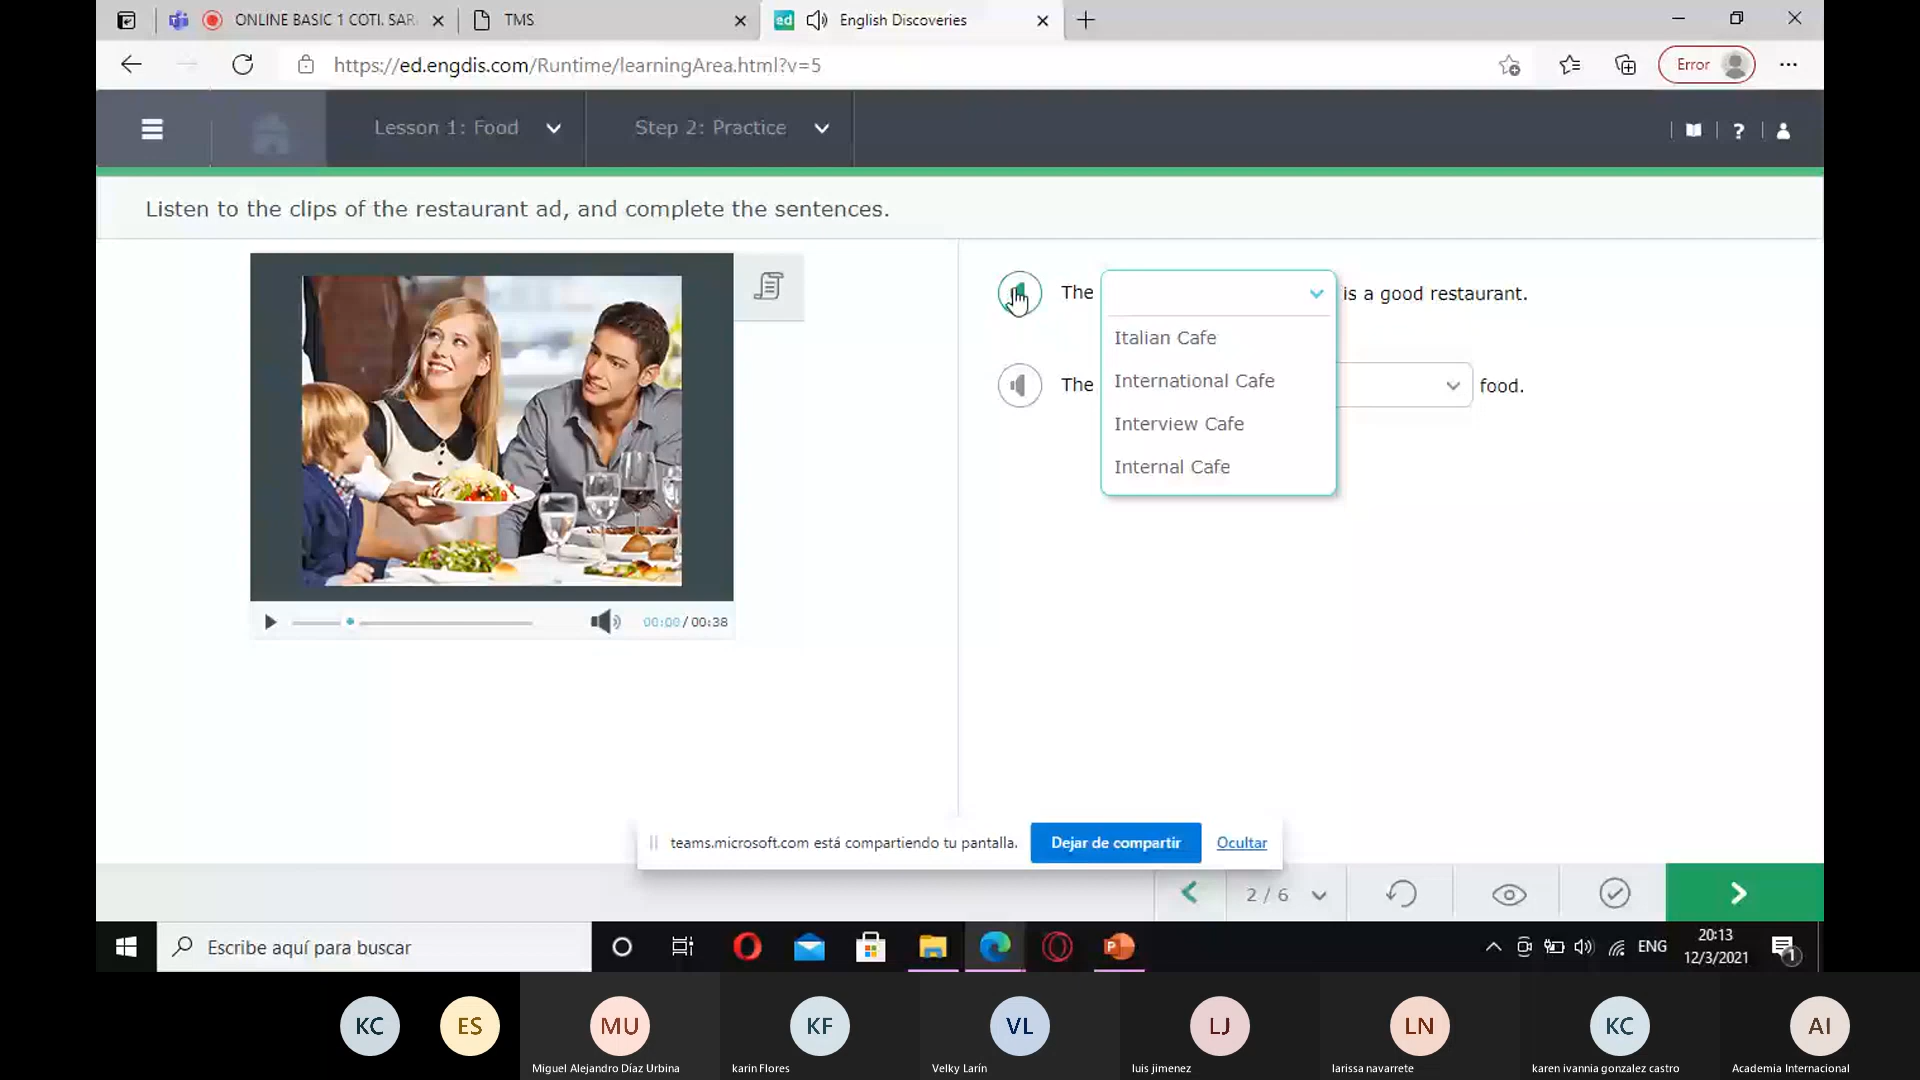 ONLINE BASIC 1 COTI. SAR
TMS
English Discoveries
https://ed.engdis.com/Runtime/learningArea.html?v=5
Error
Lesson 1: Food
Step 2: Practice
?
Listen to the clips of the restaurant ad, and complete the sentences.
The
is a good restaurant.
Italian Cafe
International Cafe
Interview Cafe
Internal Cafe
The
food.
00:00 / 00:38
teams.microsoft.com está compartiendo tu pantalla.
Dejar de compartir
Ocultar
2 / 6
Escribe aquí para buscar
ENG
20:13
12/3/2021
1
KC
ES
MU
KF
VL
LJ
LN
KC
AI
Miguel Alejandro Díaz Urbina
karin Flores
Velky Larín
luis jimenez
larissa navarrete
karen ivannia gonzalez castro
Academia Internacional